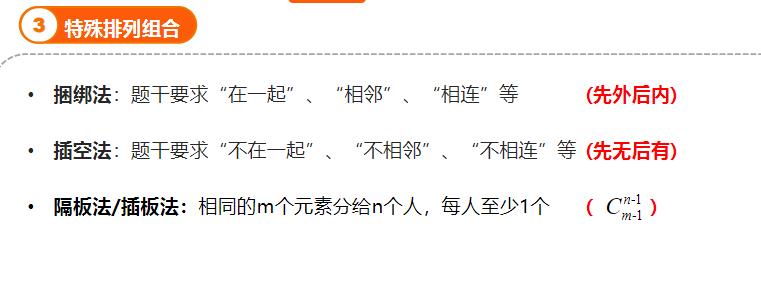 3 特殊排列组合
• 捆绑法：题干要求“在一起”、“相邻”、“相连”等 (先外后内)
• 插空法：题干要求“不在一起”、“不相邻”、“不相连”等 (先无后有)
• 隔板法/插板法：相同的m个元素分给n个人，每人至少1个 ( C_{m-1}^{n-1} )